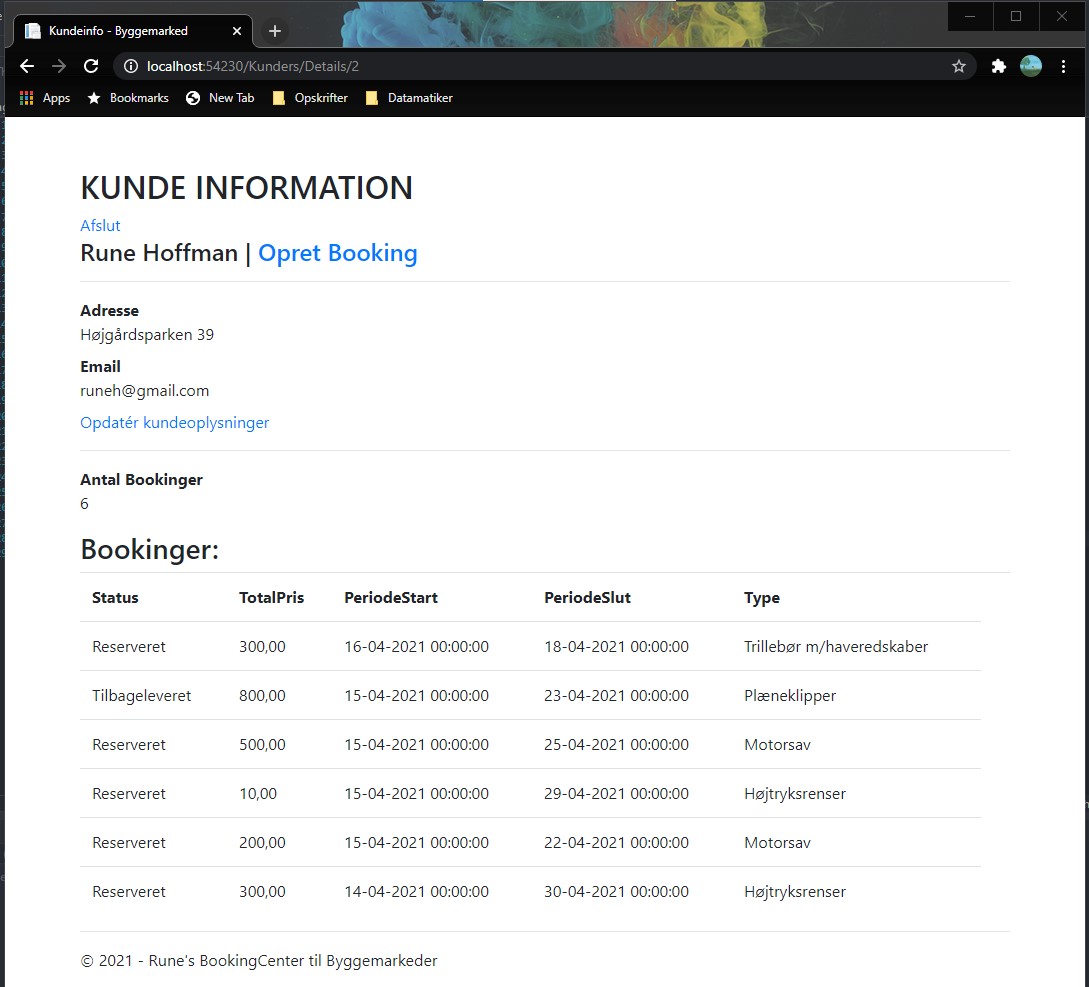 Kundeinfo - Byggemarked
localhost:54230/Kunders/Details/2
Apps Bookmarks New Tab Opskrifter Datamatiker
KUNDE INFORMATION
Afslut
Rune Hoffman | Opret Booking
Adresse
Højgårdsparken 39
Email
runeh@gmail.com
Opdatér kundeoplysninger
Antal Bookinger
6
Bookinger:
Status TotalPris PeriodeStart PeriodeSlut Type
Reserveret 300,00 16-04-2021 00:00:00 18-04-2021 00:00:00 Trillebør m/haveredskaber
Tilbageleveret 800,00 15-04-2021 00:00:00 23-04-2021 00:00:00 Plæneklipper
Reserveret 500,00 15-04-2021 00:00:00 25-04-2021 00:00:00 Motorsav
Reserveret 10,00 15-04-2021 00:00:00 29-04-2021 00:00:00 Højtryksrenser
Reserveret 200,00 15-04-2021 00:00:00 22-04-2021 00:00:00 Motorsav
Reserveret 300,00 14-04-2021 00:00:00 30-04-2021 00:00:00 Højtryksrenser
© 2021 - Rune's BookingCenter til Byggemarkeder